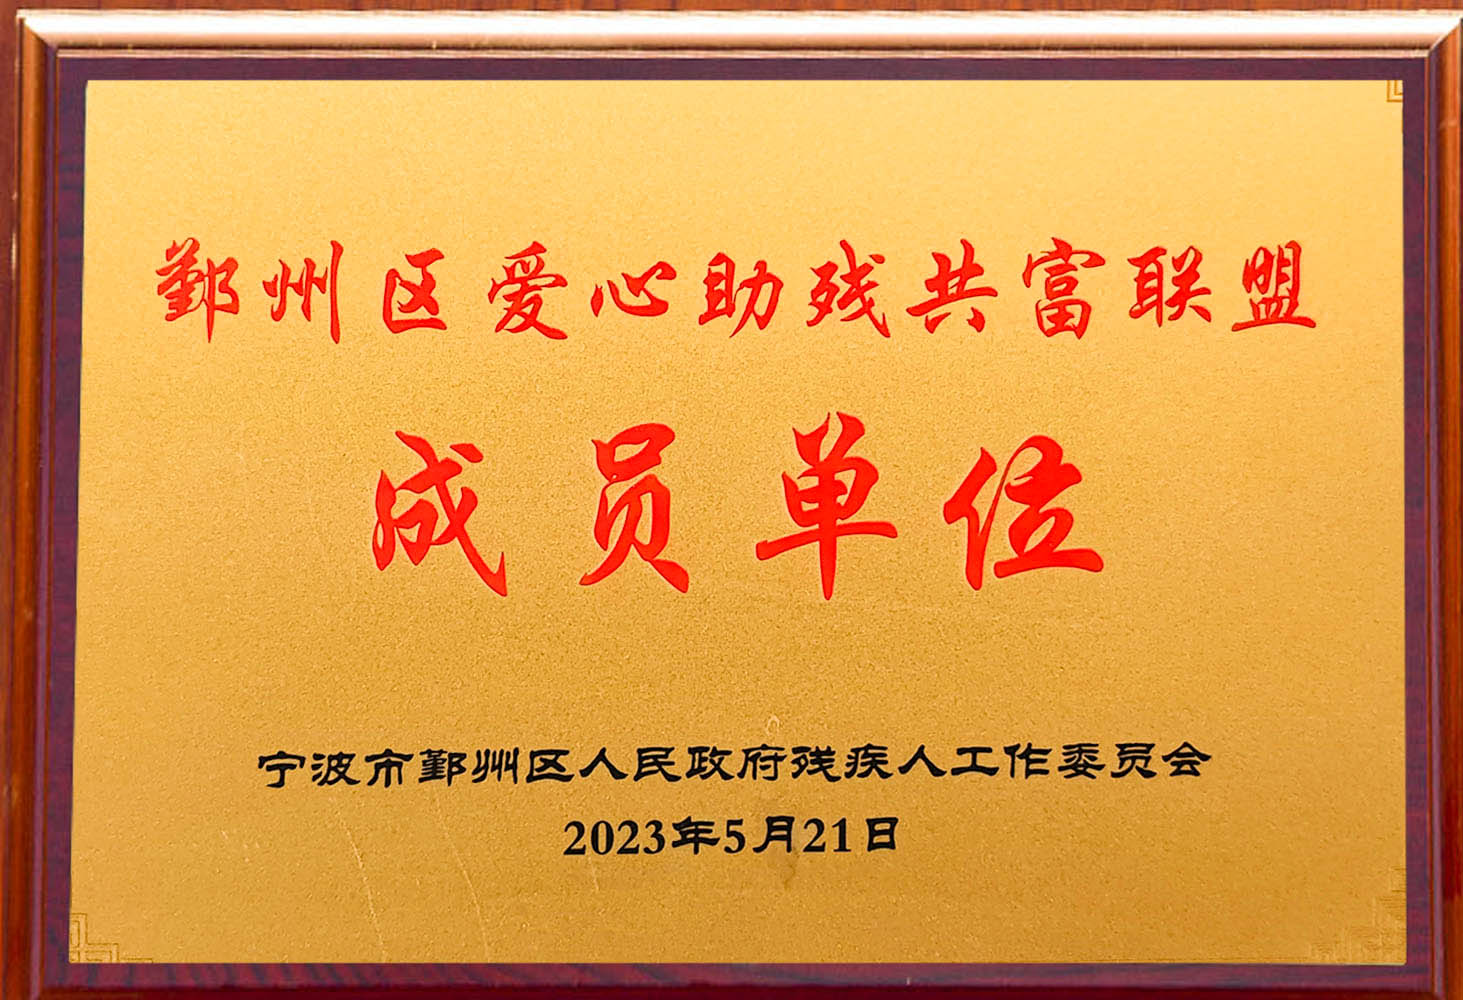 鄞州区爱心助残共富联盟
成员单位
宁波市鄞州区人民政府残疾人工作委员会
2023年5月21日